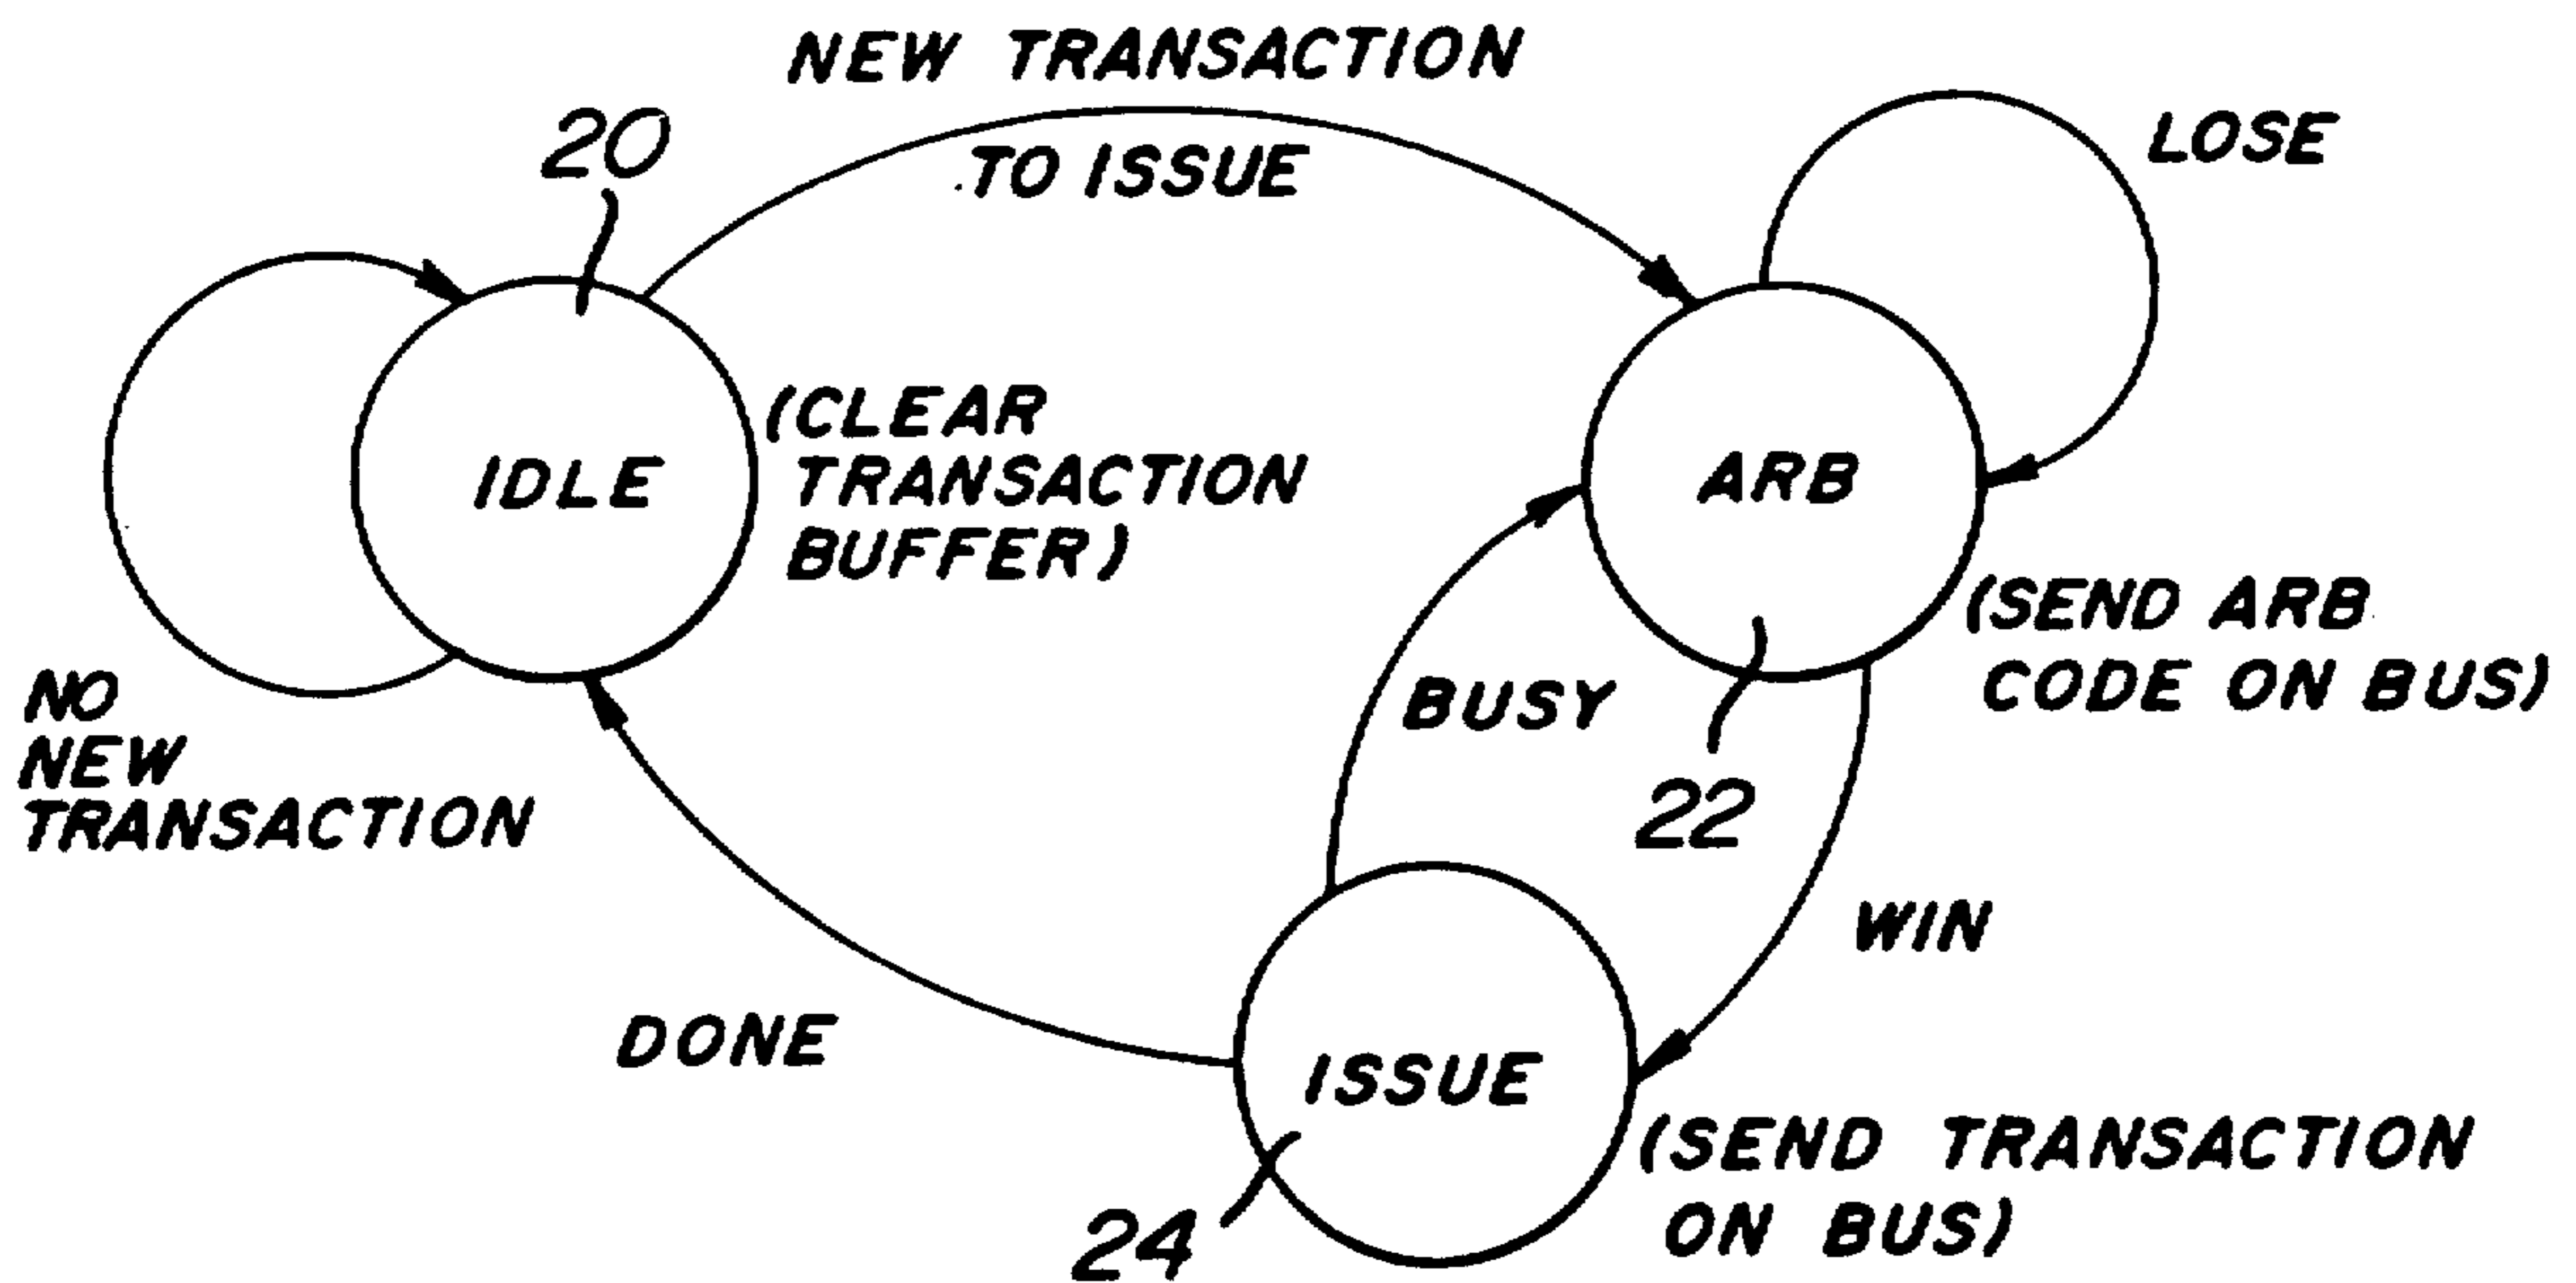 NEW TRANSACTION
TO ISSUE
20
LOSE
IDLE
(CLEAR
TRANSACTION
BUFFER)
ARB
(SEND ARB
CODE ON BUS)
NO
NEW
TRANSACTION
BUSY
22
WIN
DONE
ISSUE
(SEND TRANSACTION
ON BUS)
24